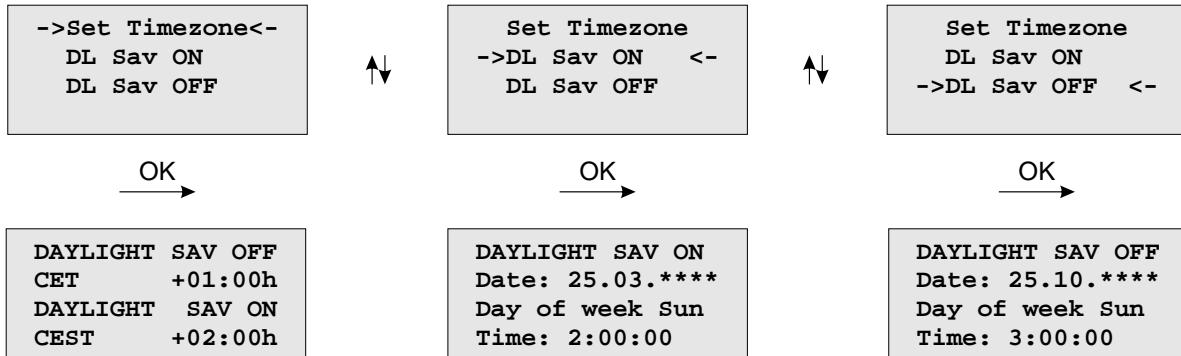 ->Set Timezone<-
DL Sav ON
DL Sav OFF
Set Timezone
->DL Sav ON <-
DL Sav OFF
Set Timezone
DL Sav ON
->DL Sav OFF <-
OK
OK
OK
DAYLIGHT SAV OFF
CET +01:00h
DAYLIGHT SAV ON
CEST +02:00h
DAYLIGHT SAV ON
Date: 25.03.****
Day of week Sun
Time: 2:00:00
DAYLIGHT SAV OFF
Date: 25.10.****
Day of week Sun
Time: 3:00:00